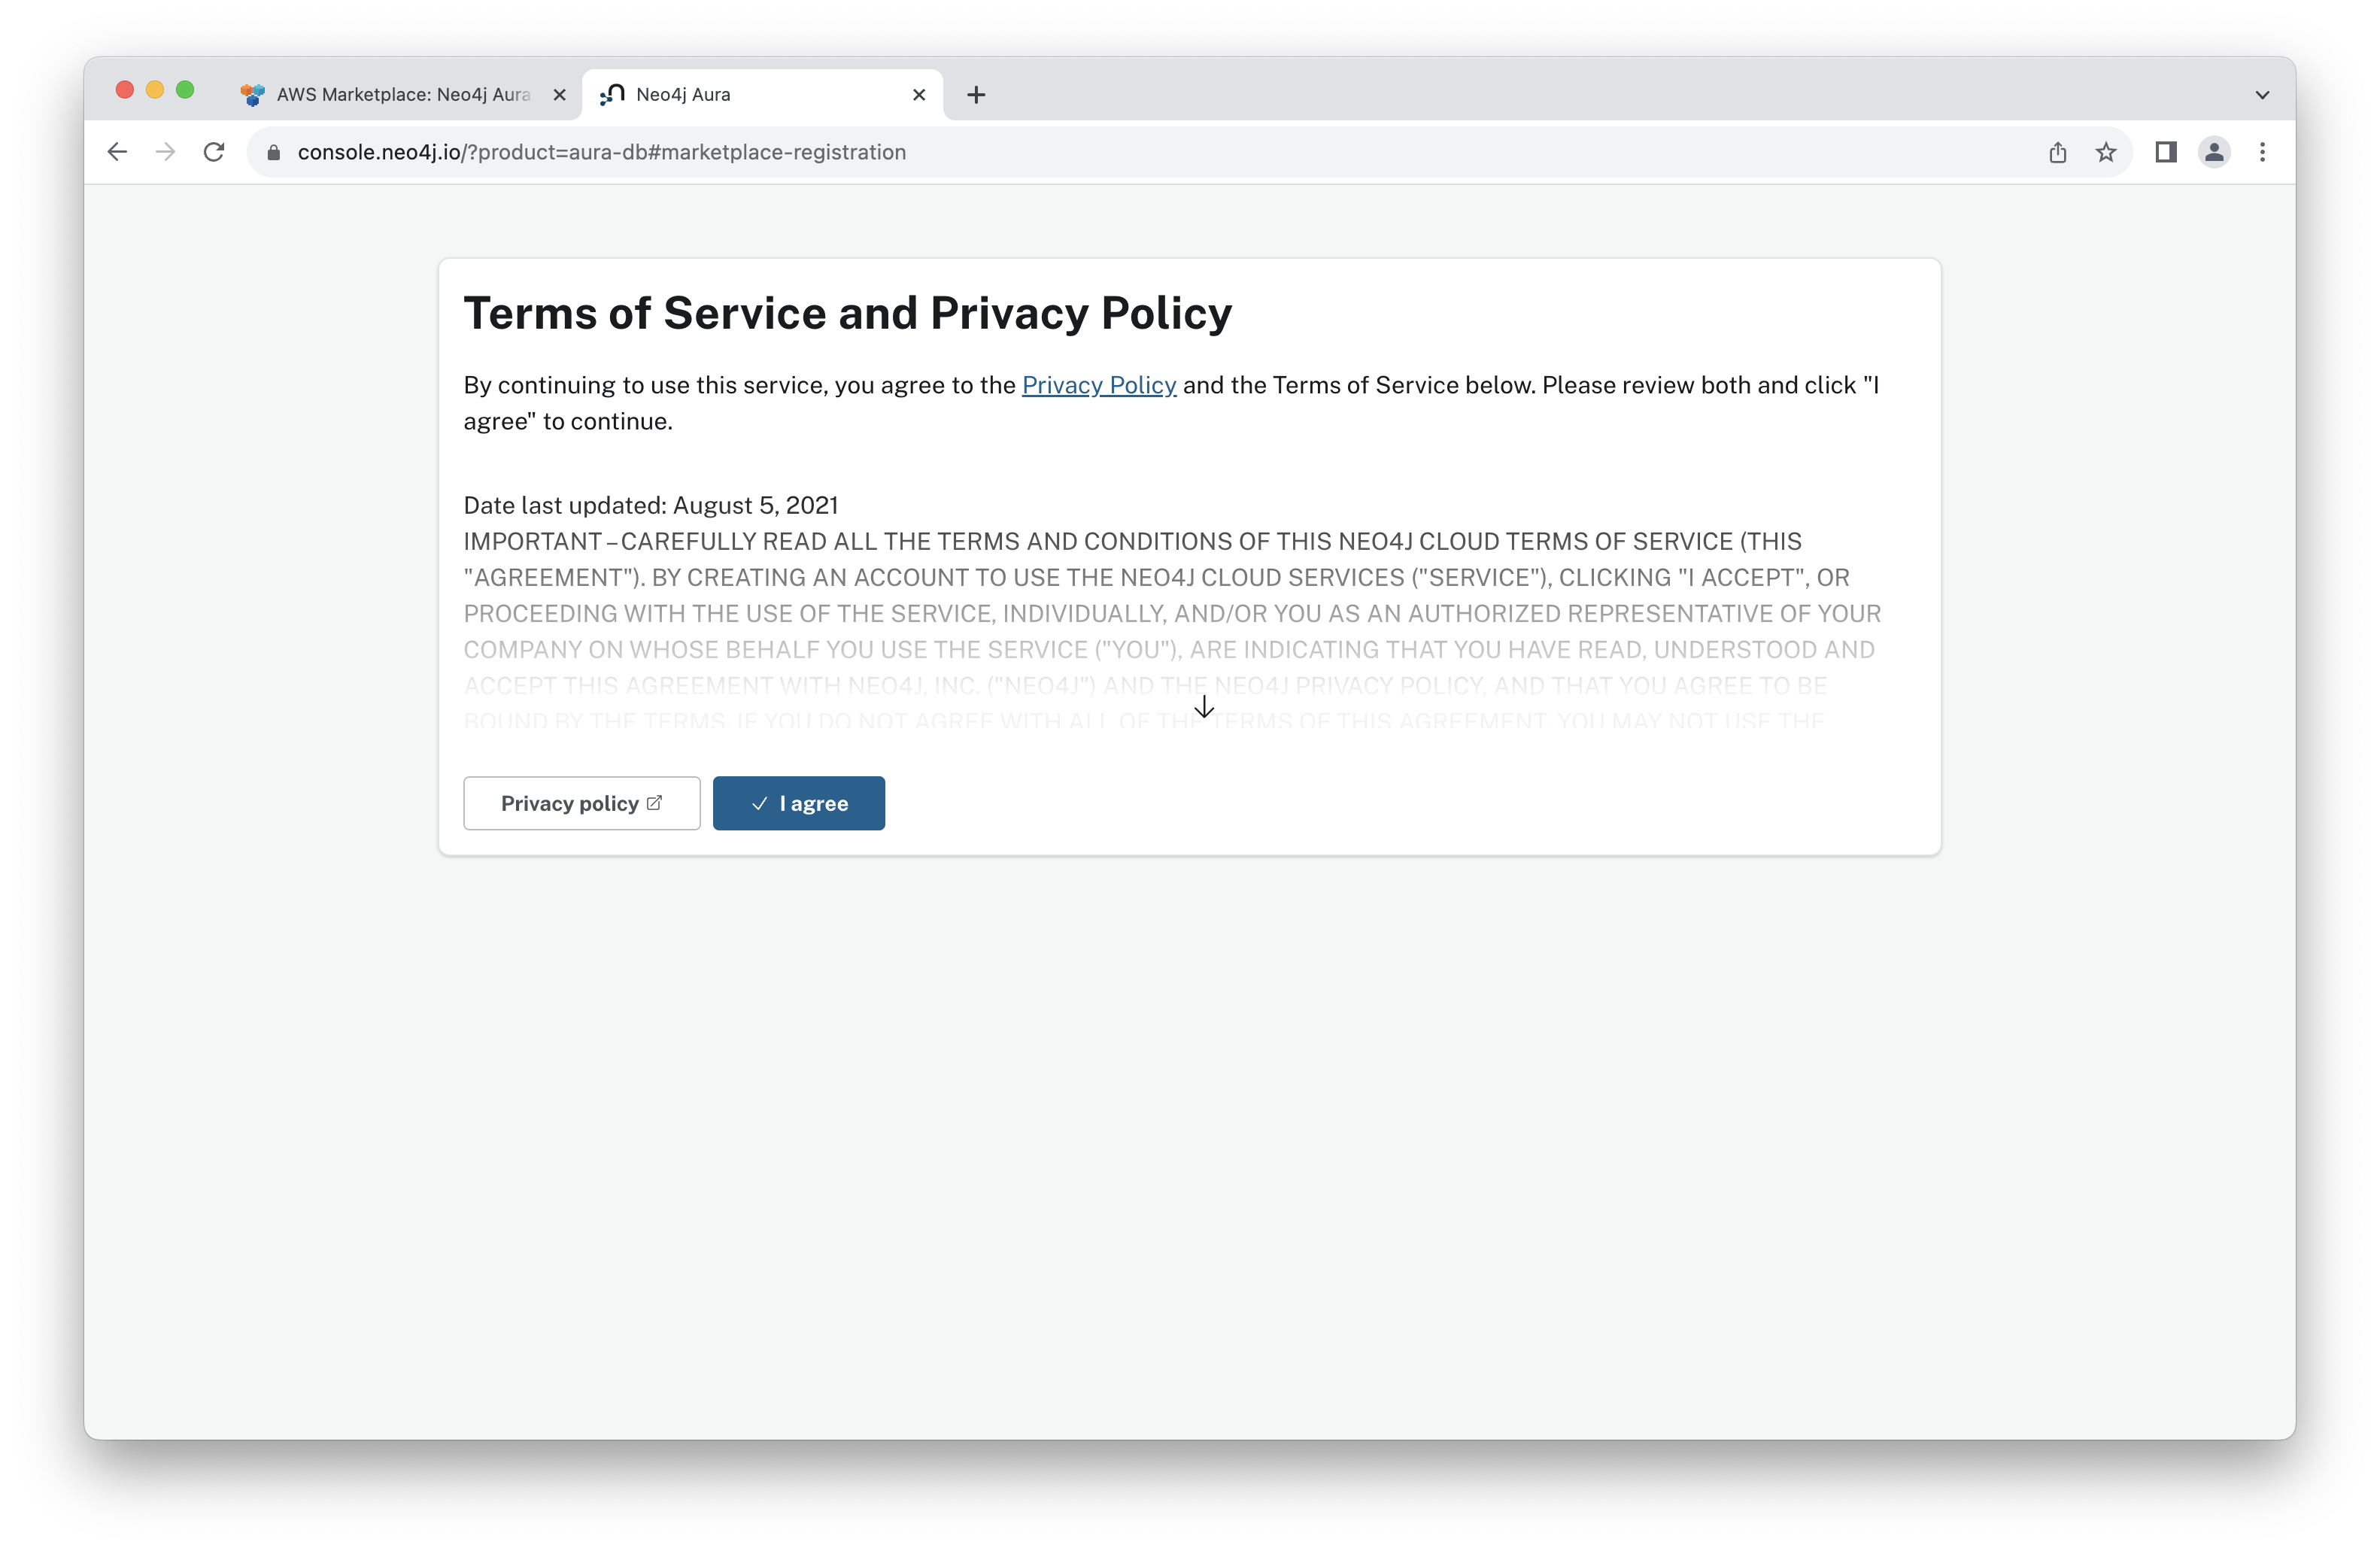 AWS Marketplace: Neo4j Aura
Neo4j Aura
console.neo4j.io/?product=aura-db#marketplace-registration
Terms of Service and Privacy Policy
By continuing to use this service, you agree to the Privacy Policy and the Terms of Service below. Please review both and click "I
agree" to continue.
Date last updated: August 5, 2021
IMPORTANT – CAREFULLY READ ALL THE TERMS AND CONDITIONS OF THIS NEO4J CLOUD TERMS OF SERVICE (THIS
"AGREEMENT"). BY CREATING AN ACCOUNT TO USE THE NEO4J CLOUD SERVICES ("SERVICE"), CLICKING "I ACCEPT", OR
PROCEEDING WITH THE USE OF THE SERVICE, INDIVIDUALLY, AND/OR YOU AS AN AUTHORIZED REPRESENTATIVE OF YOUR
COMPANY ON WHOSE BEHALF YOU USE THE SERVICE ("YOU"), ARE INDICATING THAT YOU HAVE READ, UNDERSTOOD AND
ACCEPT THIS AGREEMENT WITH NEO4J, INC. ("NEO4J") AND THE NEO4J PRIVACY POLICY, AND THAT YOU AGREE TO BE
BOUND BY THE TERMS. IF YOU DO NOT AGREE WITH ALL OF THE TERMS OF THIS AGREEMENT, YOU MAY NOT USE THE
Privacy policy
I agree